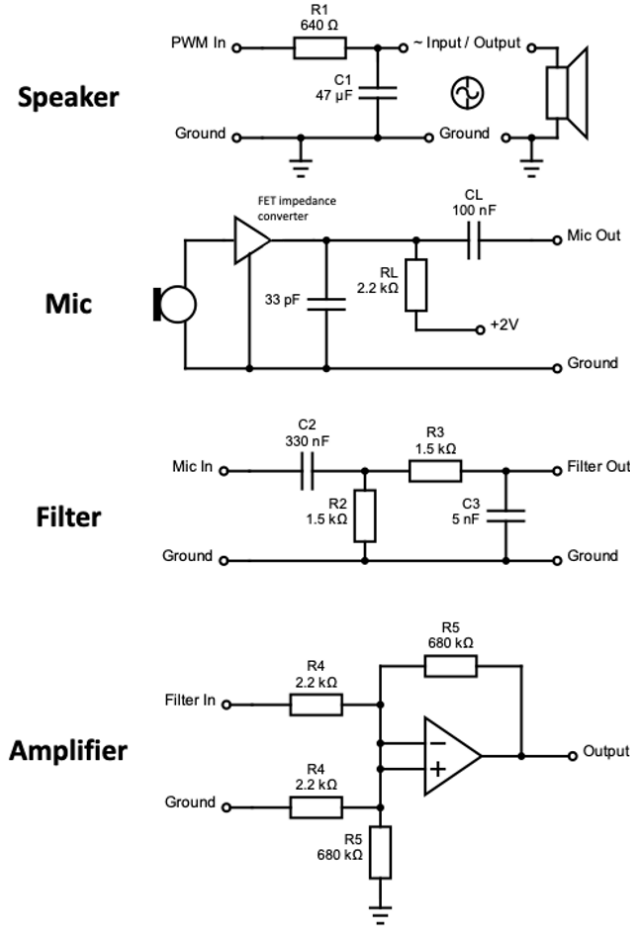 R1
640 Ω
PWM In
~ Input / Output
C1
47 µF
Speaker
Ground
Ground
FET impedance
converter
CL
100 nF
Mic Out
RL
2.2 kΩ
33 pF
Mic
+2V
Ground
C2
330 nF
R3
1.5 kΩ
Mic In
Filter Out
R2
1.5 kΩ
C3
5 nF
Filter
Ground
Ground
R5
680 kΩ
R4
2.2 kΩ
Filter In
−
+
Amplifier
Output
R4
2.2 kΩ
Ground
R5
680 kΩ